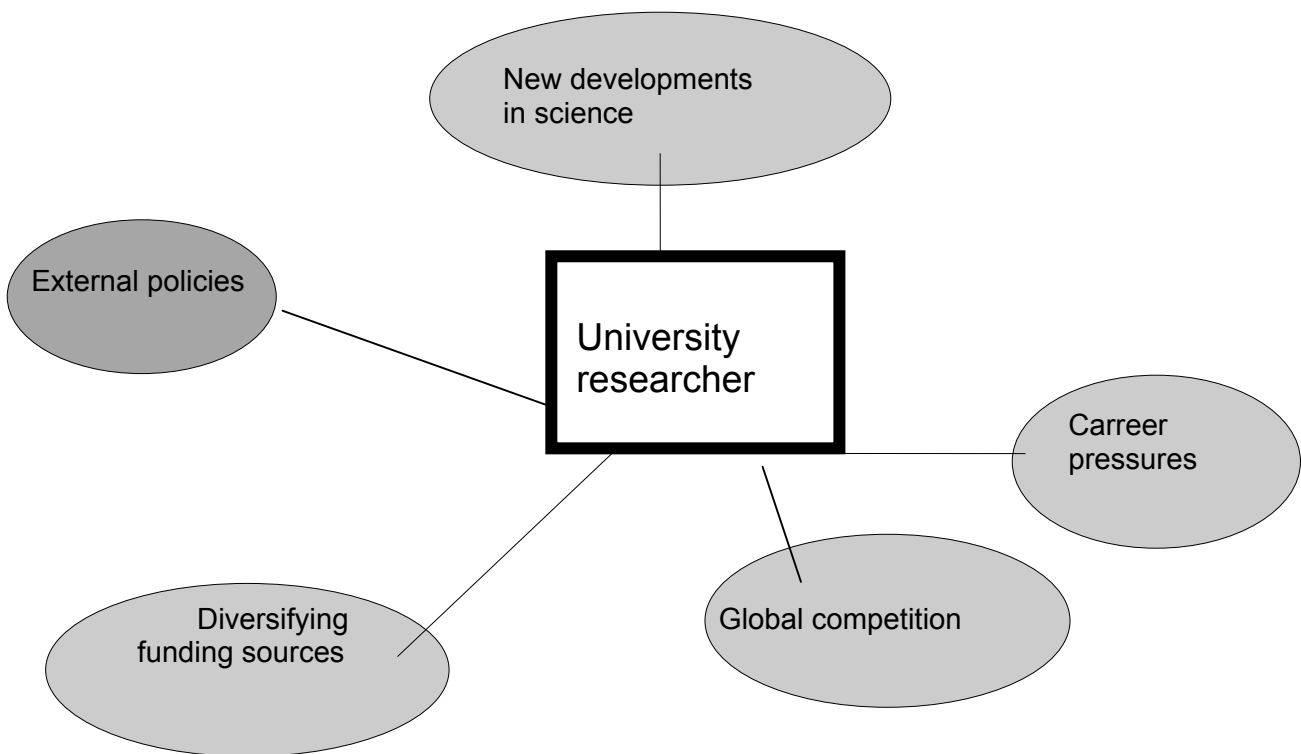 New developments
in science
External policies
University
researcher
Carreer
pressures
Diversifying
funding sources
Global competition